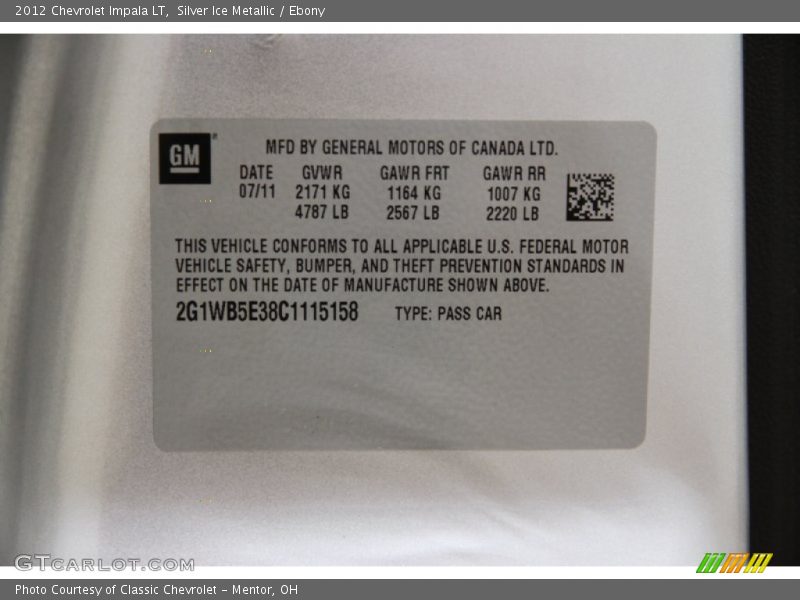 2012 Chevrolet Impala LT, Silver Ice Metallic / Ebony
GM
MFD BY GENERAL MOTORS OF CANADA LTD.
DATE GVWR GAWR FRT GAWR RR
07/11 2171 KG 1164 KG 1007 KG
4787 LB 2567 LB 2220 LB
THIS VEHICLE CONFORMS TO ALL APPLICABLE U.S. FEDERAL MOTOR
VEHICLE SAFETY, BUMPER, AND THEFT PREVENTION STANDARDS IN
EFFECT ON THE DATE OF MANUFACTURE SHOWN ABOVE.
2G1WB5E38C1115158 TYPE: PASS CAR
GTCARLOT.COM
Photo Courtesy of Classic Chevrolet - Mentor, OH